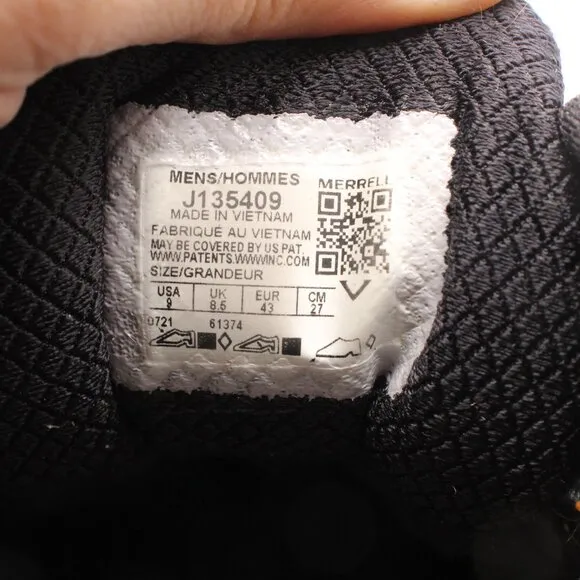 MENS/HOMMES
MERRELL
J135409
MADE IN VIETNAM
FABRIQUÉ AU VIETNAM
MAY BE COVERED BY US PAT.
WWW.PATENTS.WWWINC.COM
SIZE/GRANDEUR
USA UK EUR CM
9 8.5 43 27
0721 61374